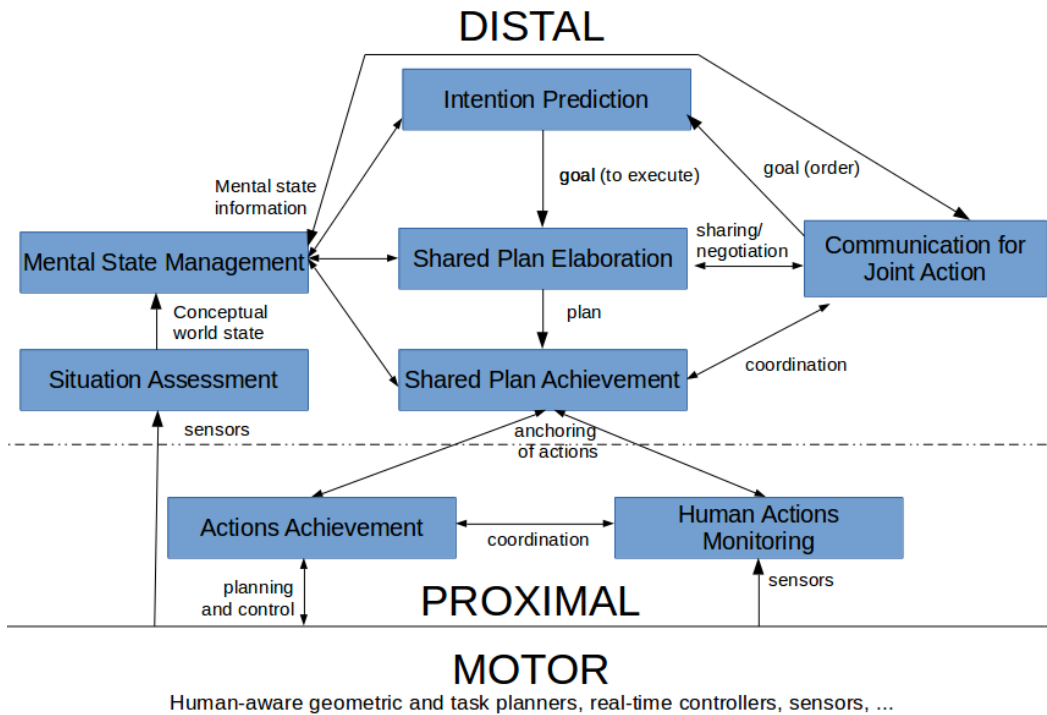 DISTAL
Intention Prediction
goal (to execute)
goal (order)
Mental state
information
Mental State Management
Shared Plan Elaboration
sharing/
negotiation
Communication for
Joint Action
Conceptual
world state
plan
Situation Assessment
Shared Plan Achievement
coordination
sensors
anchoring
of actions
Actions Achievement
coordination
Human Actions
Monitoring
planning
and control
sensors
PROXIMAL
MOTOR
Human-aware geometric and task planners, real-time controllers, sensors, ...